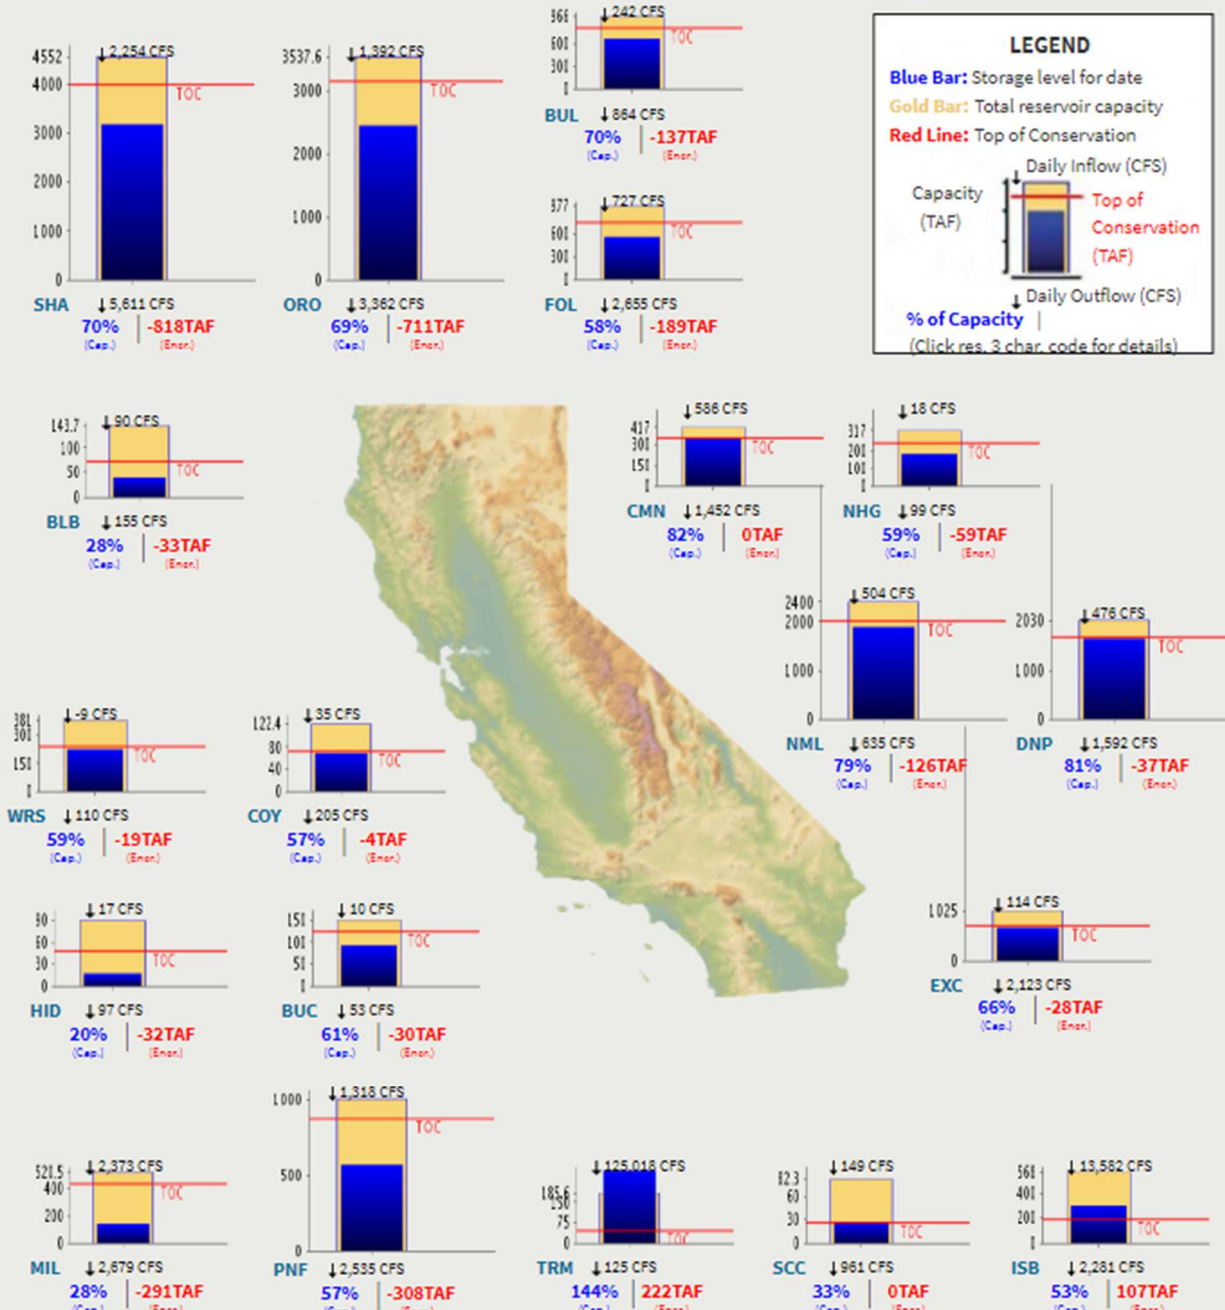 2,254 CFS
4552
4000
TOC
3000
2000
1000
0
SHA
5,611 CFS
70% -818TAF
(Cap.) (Encr.)
1,392 CFS
3537.6
3000
TOC
2000
1000
0
ORO
3,362 CFS
69% -711TAF
(Cap.) (Encr.)
242 CFS
966
TOC
BUL
864 CFS
70% -137TAF
(Cap.) (Encr.)
727 CFS
977
TOC
FOL
2,655 CFS
58% -189TAF
(Cap.) (Encr.)
LEGEND
Blue Bar: Storage level for date
Gold Bar: Total reservoir capacity
Red Line: Top of Conservation
Daily Inflow (CFS)
Capacity
(TAF)
Top of
Conservation
(TAF)
Daily Outflow (CFS)
% of Capacity |
(Click res. 3 char. code for details)
90 CFS
143.7
100
TOC
50
0
BLB
155 CFS
28% -33TAF
(Cap.) (Encr.)
586 CFS
417
TOC
CMN
1,452 CFS
82% 0TAF
(Cap.) (Encr.)
18 CFS
317
TOC
NHG
99 CFS
59% -59TAF
(Cap.) (Encr.)
504 CFS
2400
2000
TOC
1000
0
NML
635 CFS
79% -126TAF
(Cap.) (Encr.)
476 CFS
2030
TOC
1000
0
DNP
1,592 CFS
81% -37TAF
(Cap.) (Encr.)
-9 CFS
381
TOC
WRS
110 CFS
59% -19TAF
(Cap.) (Encr.)
35 CFS
122.4
80
TOC
40
0
COY
205 CFS
57% -4TAF
(Cap.) (Encr.)
17 CFS
60
TOC
30
0
HID
97 CFS
20% -32TAF
(Cap.) (Encr.)
10 CFS
TOC
BUC
53 CFS
61% -30TAF
(Cap.) (Encr.)
114 CFS
1025
TOC
0
EXC
2,123 CFS
66% -28TAF
(Cap.) (Encr.)
2,373 CFS
520.5
400
TOC
200
0
MIL
2,679 CFS
28% -291TAF
1,318 CFS
1000
TOC
500
0
PNF
2,535 CFS
57% -308TAF
125,018 CFS
185.6
150
75
TOC
0
TRM
125 CFS
144% 222TAF
149 CFS
82.3
60
30
TOC
0
SCC
961 CFS
33% 0TAF
13,582 CFS
568
TOC
ISB
2,281 CFS
53% 107TAF